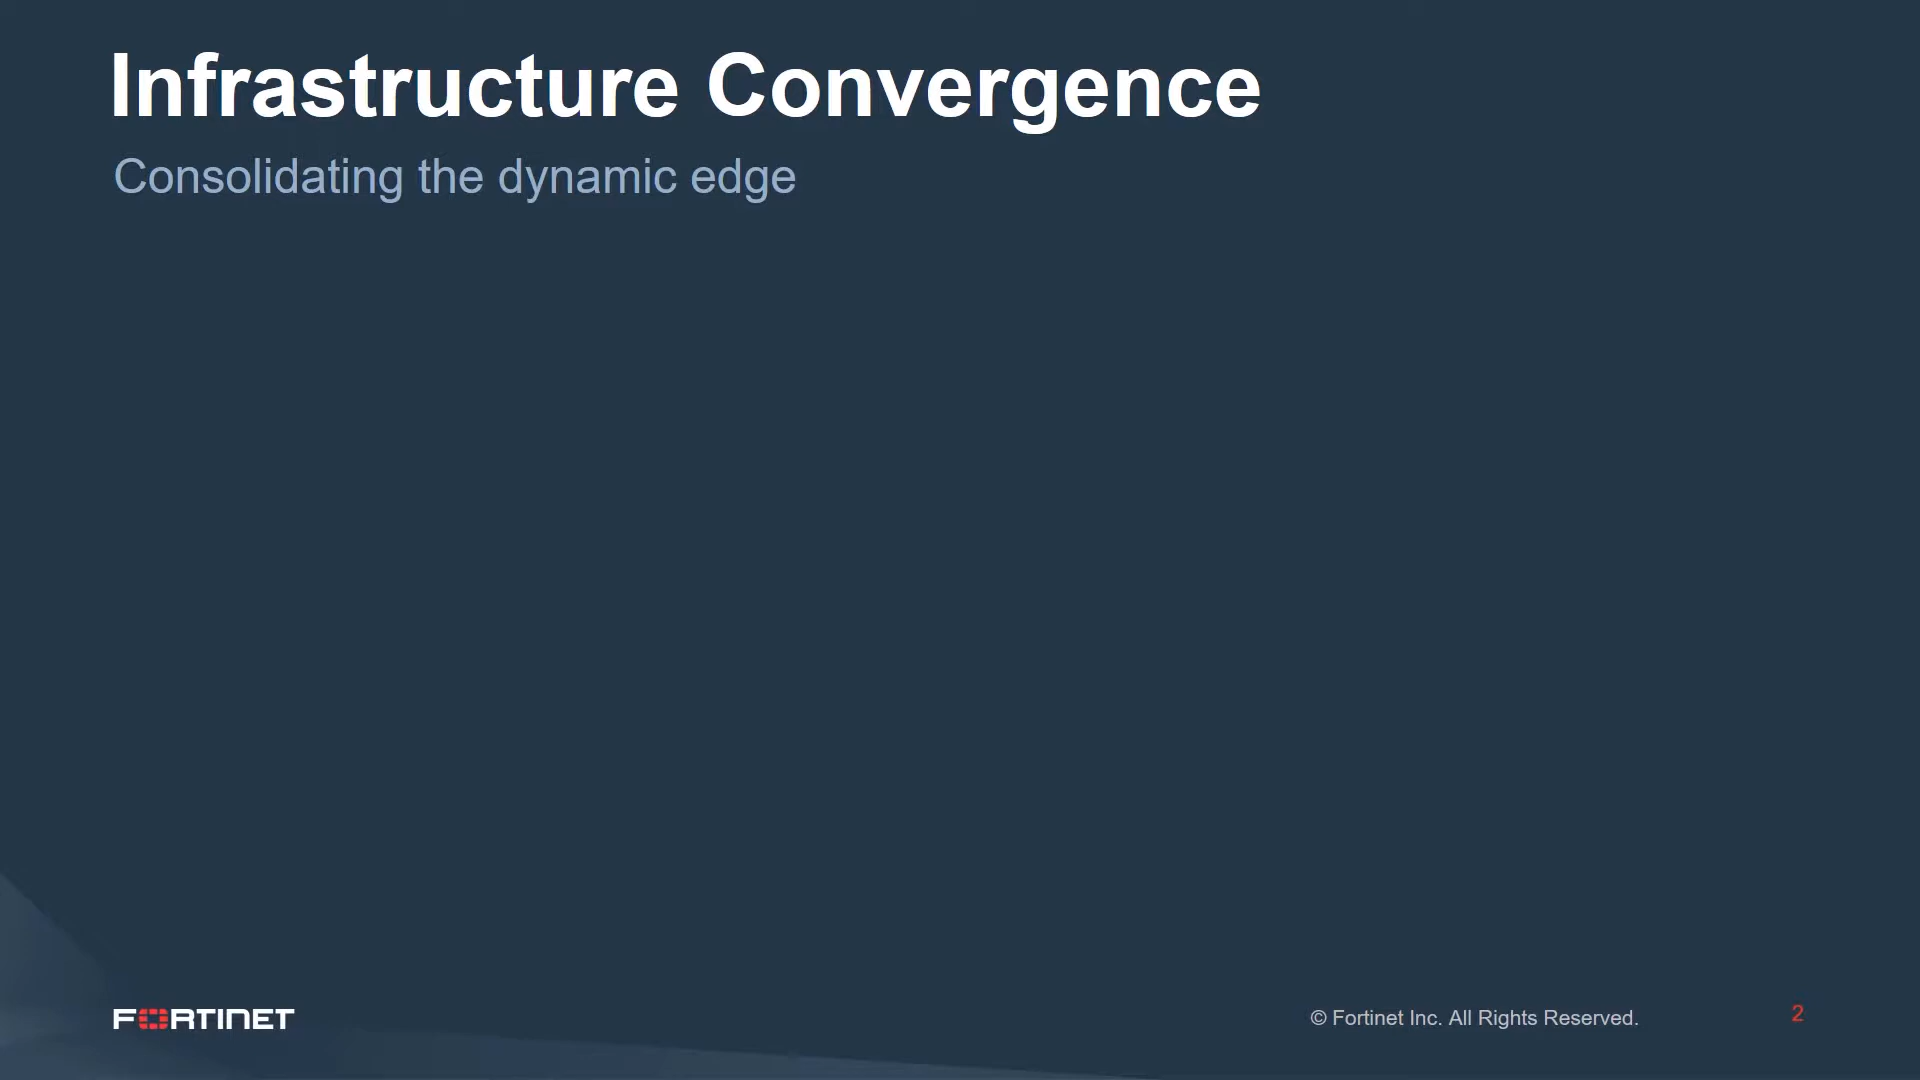 Infrastructure Convergence
Consolidating the dynamic edge
FORTINET
© Fortinet Inc. All Rights Reserved.
2